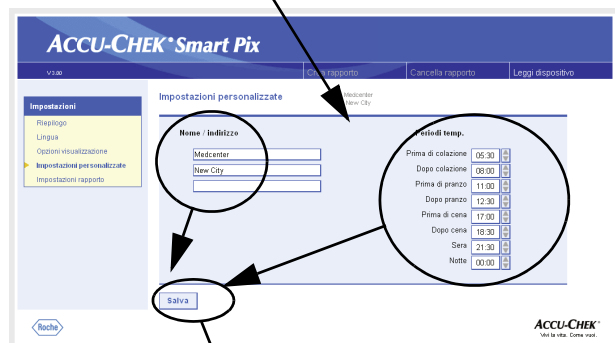 ACCU-CHEK® Smart Pix
V 3.00
Crea rapporto
Cancella rapporto
Leggi dispositivo
Impostazioni
Riepilogo
Lingua
Opzioni visualizzazione
Impostazioni personalizzate
Impostazioni rapporto
Impostazioni personalizzate
Medcenter
New City
Nome / indirizzo
Medcenter
New City
Periodi temp.
Prima di colazione 05:30
Dopo colazione 08:00
Prima di pranzo 11:00
Dopo pranzo 12:30
Prima di cena 17:00
Dopo cena 18:30
Sera 21:30
Notte 00:00
Salva
Roche
ACCU-CHEK®
Vivi la vita. Come vuoi.